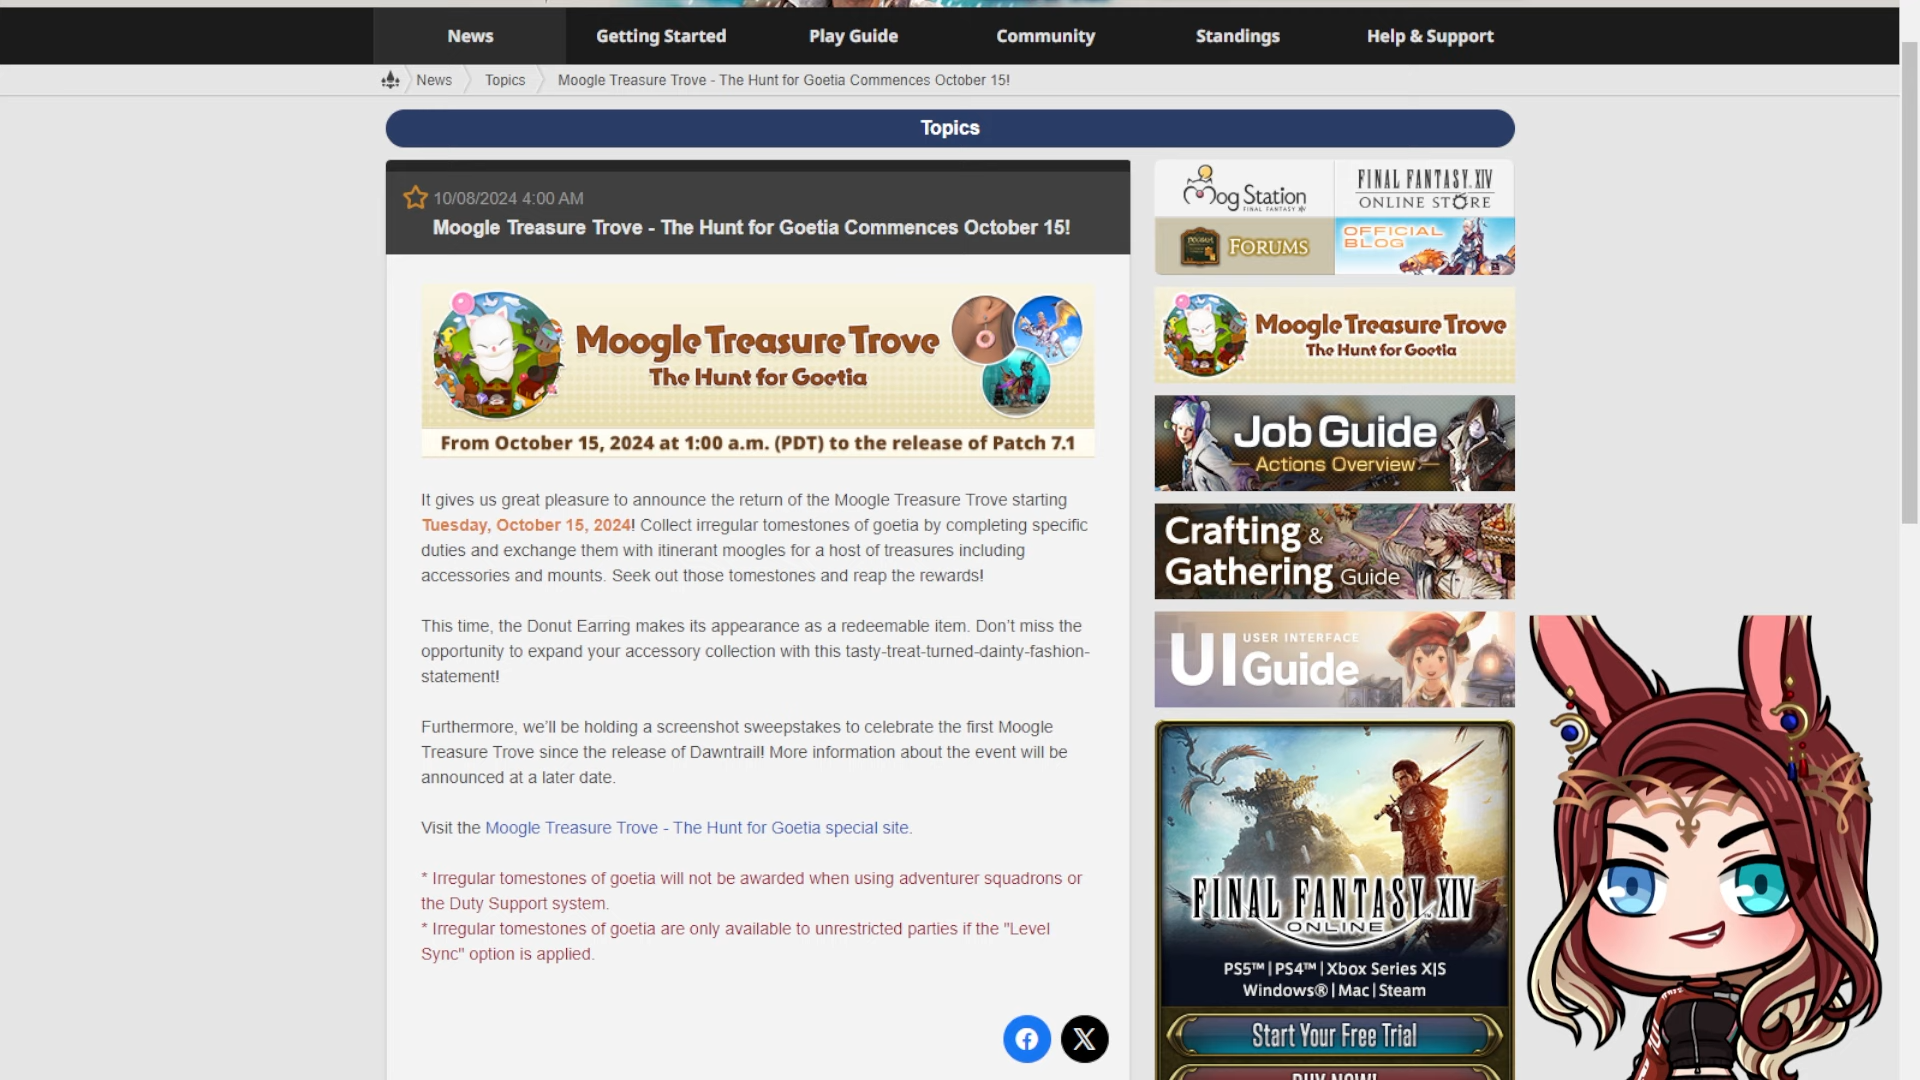 News
Getting Started
Play Guide
Community
Standings
Help & Support
News
Topics
Moogle Treasure Trove - The Hunt for Goetia Commences October 15!
Topics
10/08/2024 4:00 AM
Moogle Treasure Trove - The Hunt for Goetia Commences October 15!
Moogle Treasure Trove
The Hunt for Goetia
From October 15, 2024 at 1:00 a.m. (PDT) to the release of Patch 7.1
It gives us great pleasure to announce the return of the Moogle Treasure Trove starting
Tuesday, October 15, 2024! Collect irregular tomestones of goetia by completing specific
duties and exchange them with itinerant moogles for a host of treasures including
accessories and mounts. Seek out those tomestones and reap the rewards!
This time, the Donut Earring makes its appearance as a redeemable item. Don’t miss the
opportunity to expand your accessory collection with this tasty-treat-turned-dainty-fashion-
statement!
Furthermore, we’ll be holding a screenshot sweepstakes to celebrate the first Moogle
Treasure Trove since the release of Dawntrail! More information about the event will be
announced at a later date.
Visit the Moogle Treasure Trove - The Hunt for Goetia special site.
* Irregular tomestones of goetia will not be awarded when using adventurer squadrons or
the Duty Support system.
* Irregular tomestones of goetia are only available to unrestricted parties if the "Level
Sync" option is applied.
Mog Station
FINAL FANTASY XIV
FINAL FANTASY XIV
ONLINE STORE
FORUMS
OFFICIAL
BLOG
Moogle Treasure Trove
The Hunt for Goetia
Job Guide
Actions Overview
Crafting &
Gathering Guide
UI USER INTERFACE
Guide
FINAL FANTASY XIV
ONLINE
PS5™ | PS4™ | Xbox Series X|S
Windows® | Mac | Steam
Start Your Free Trial
BUY NOW!